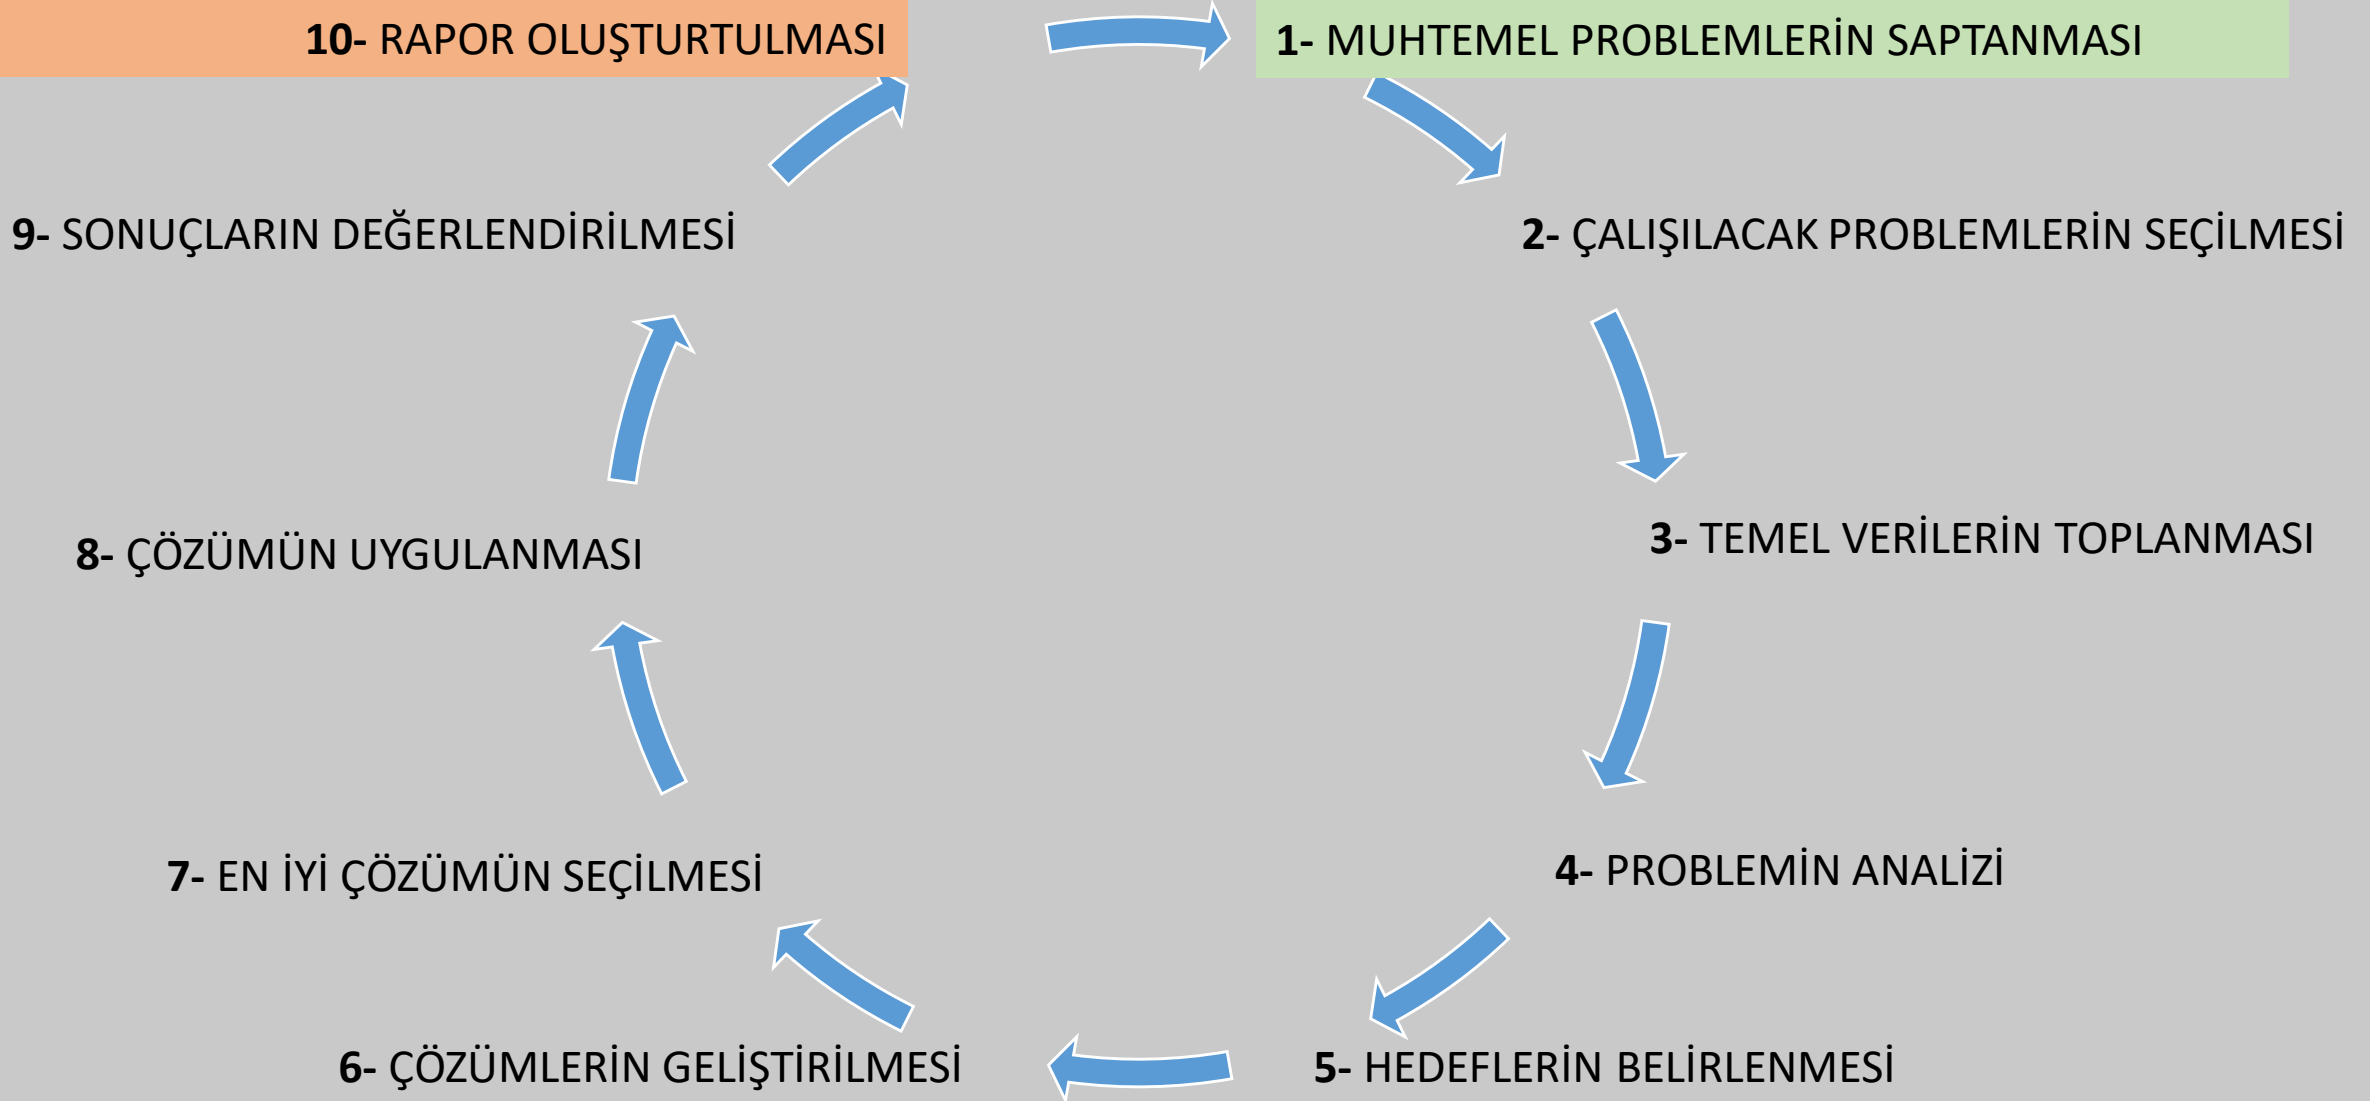 1- MUHTEMEL PROBLEMLERİN SAPTANMASI
2- ÇALIŞILACAK PROBLEMLERİN SEÇİLMESİ
3- TEMEL VERİLERİN TOPLANMASI
4- PROBLEMİN ANALİZİ
5- HEDEFLERİN BELİRLENMESİ
6- ÇÖZÜMLERİN GELİŞTİRİLMESİ
7- EN İYİ ÇÖZÜMÜN SEÇİLMESİ
8- ÇÖZÜMÜN UYGULANMASI
9- SONUÇLARIN DEĞERLENDİRİLMESİ
10- RAPOR OLUŞTURTULMASI